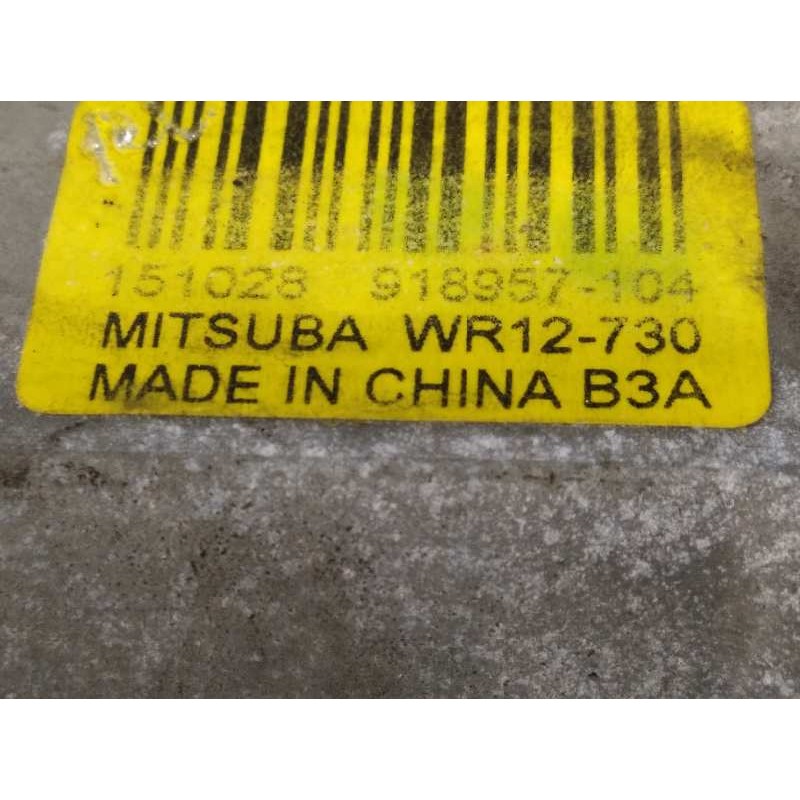 151028 918957-104
MITSUBA WR12-730
MADE IN CHINA B3A